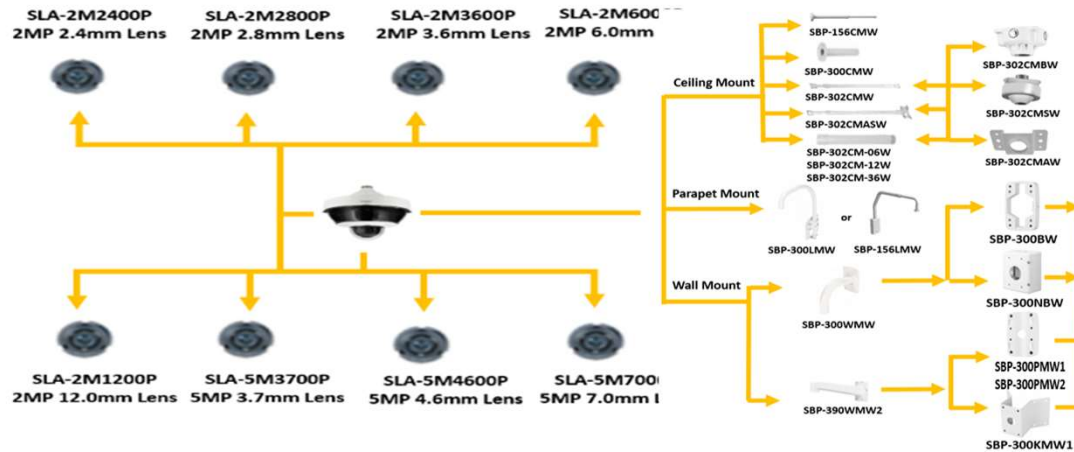 SLA-2M2400P
2MP 2.4mm Lens
SLA-2M2800P
2MP 2.8mm Lens
SLA-2M3600P
2MP 3.6mm Lens
SLA-2M600
2MP 6.0mm
SLA-2M1200P
2MP 12.0mm Lens
SLA-5M3700P
5MP 3.7mm Lens
SLA-5M4600P
5MP 4.6mm Lens
SLA-5M700
5MP 7.0mm L
Ceiling Mount
SBP-156CMW
SBP-300CMW
SBP-302CMW
SBP-302CMASW
SBP-302CM-06W
SBP-302CM-12W
SBP-302CM-36W
SBP-302CMBW
SBP-302CMSW
SBP-302CMAW
Parapet Mount
SBP-300LMW
or
SBP-156LMW
Wall Mount
SBP-300WMW
SBP-300BW
SBP-300NBW
SBP-390WMW2
SBP-300PMW1
SBP-300PMW2
SBP-300KMW1